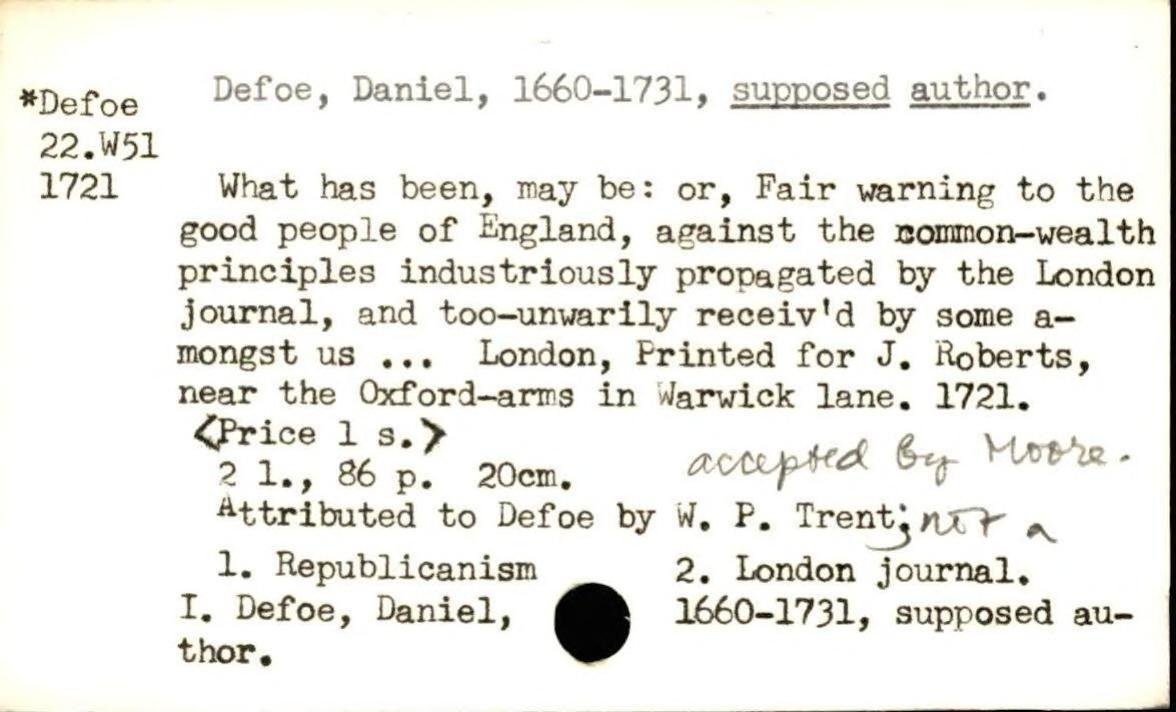 Defoe, Daniel, 1660-1731, supposed author.
*Defoe
22.W51
1721
What has been, may be: or, Fair warning to the
good people of England, against the common-wealth
principles industriously propagated by the London
journal, and too-unwarily receiv'd by some a-
mongst us ... London, Printed for J. Roberts,
near the Oxford-arms in Warwick lane. 1721.
<Price 1 s.>
2 l., 86 p. 20cm.
Attributed to Defoe by W. P. Trent; not a
accepted by Moore.
1. Republicanism 2. London journal.
I. Defoe, Daniel, 1660-1731, supposed au-
thor.